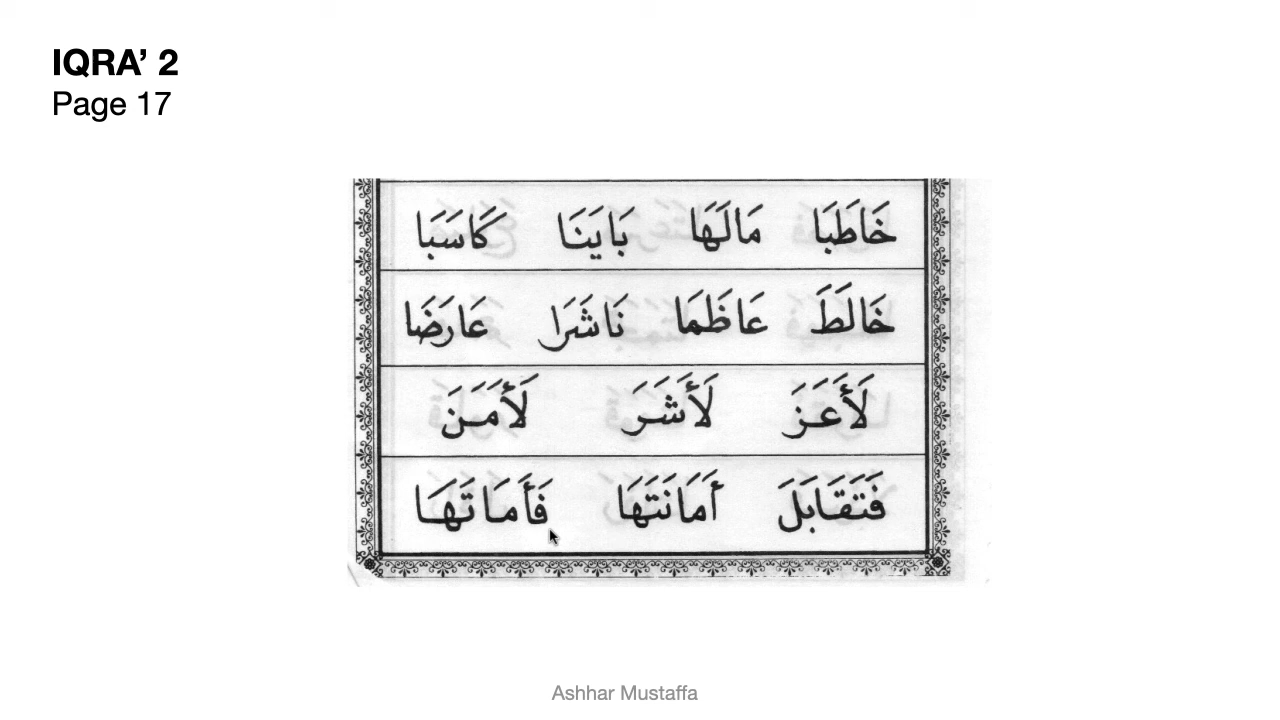 IQRA’ 2
Page 17
خَاطَبَا مَالَهَا بَايَنَا كَاسَبَا
خَالَطَ عَاظَمَا نَاشَرَا عَارَضَا
لَأَعَزَ لَأَشَرَ لَأَمَنَ
فَتَقَابَلَ أَمَانَتَهَا فَأَمَاتَهَا
Ashhar Mustaffa